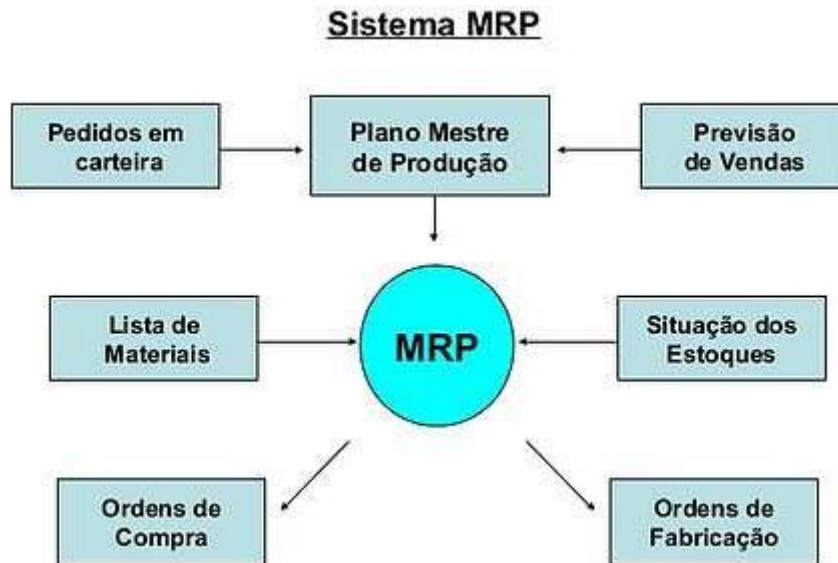 Sistema MRP
Pedidos em
carteira
Plano Mestre
de Produção
Previsão
de Vendas
Lista de
Materiais
MRP
Situação dos
Estoques
Ordens de
Compra
Ordens de
Fabricação